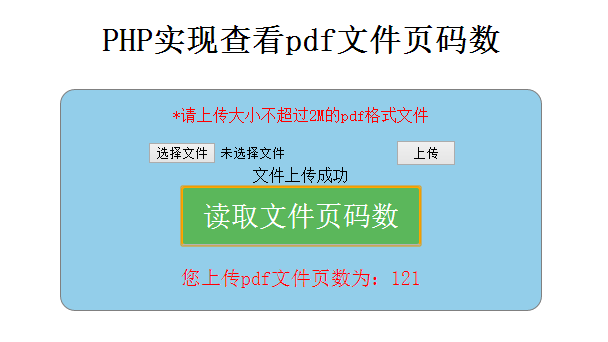 PHP实现查看pdf文件页码数
*请上传大小不超过2M的pdf格式文件
选择文件 未选择文件 上传
文件上传成功
读取文件页码数
您上传pdf文件页数为：121